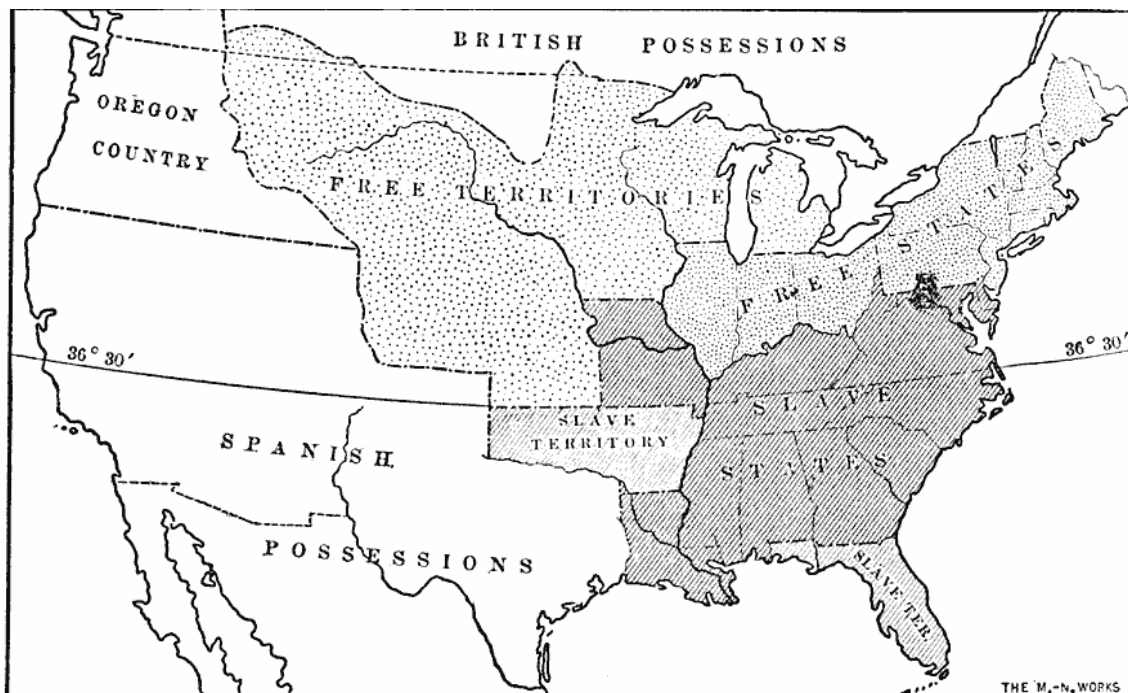 BRITISH POSSESSIONS
OREGON
COUNTRY
FREE TERRITORIES
FREE STATES
36° 30′
36° 30′
SLAVE
TERRITORY
SLAVE
STATES
SPANISH.
POSSESSIONS
SLAVE TER.
THE M.-N. WORKS